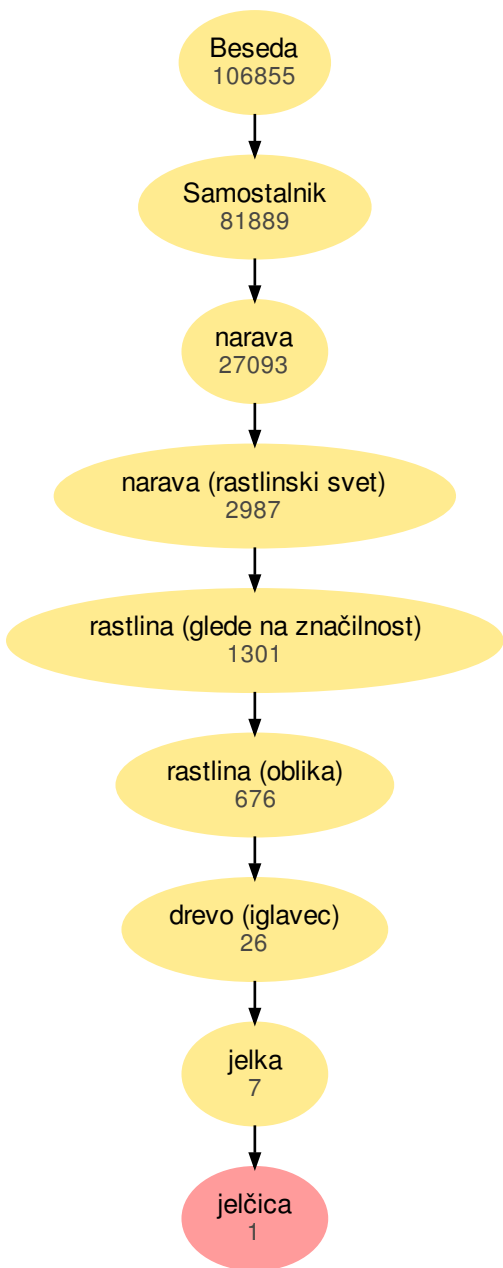 Beseda
106855
Samostalnik
81889
narava
27093
narava (rastlinski svet)
2987
rastlina (glede na značilnost)
1301
rastlina (oblika)
676
drevo (iglavec)
26
jelka
7
jelčica
1